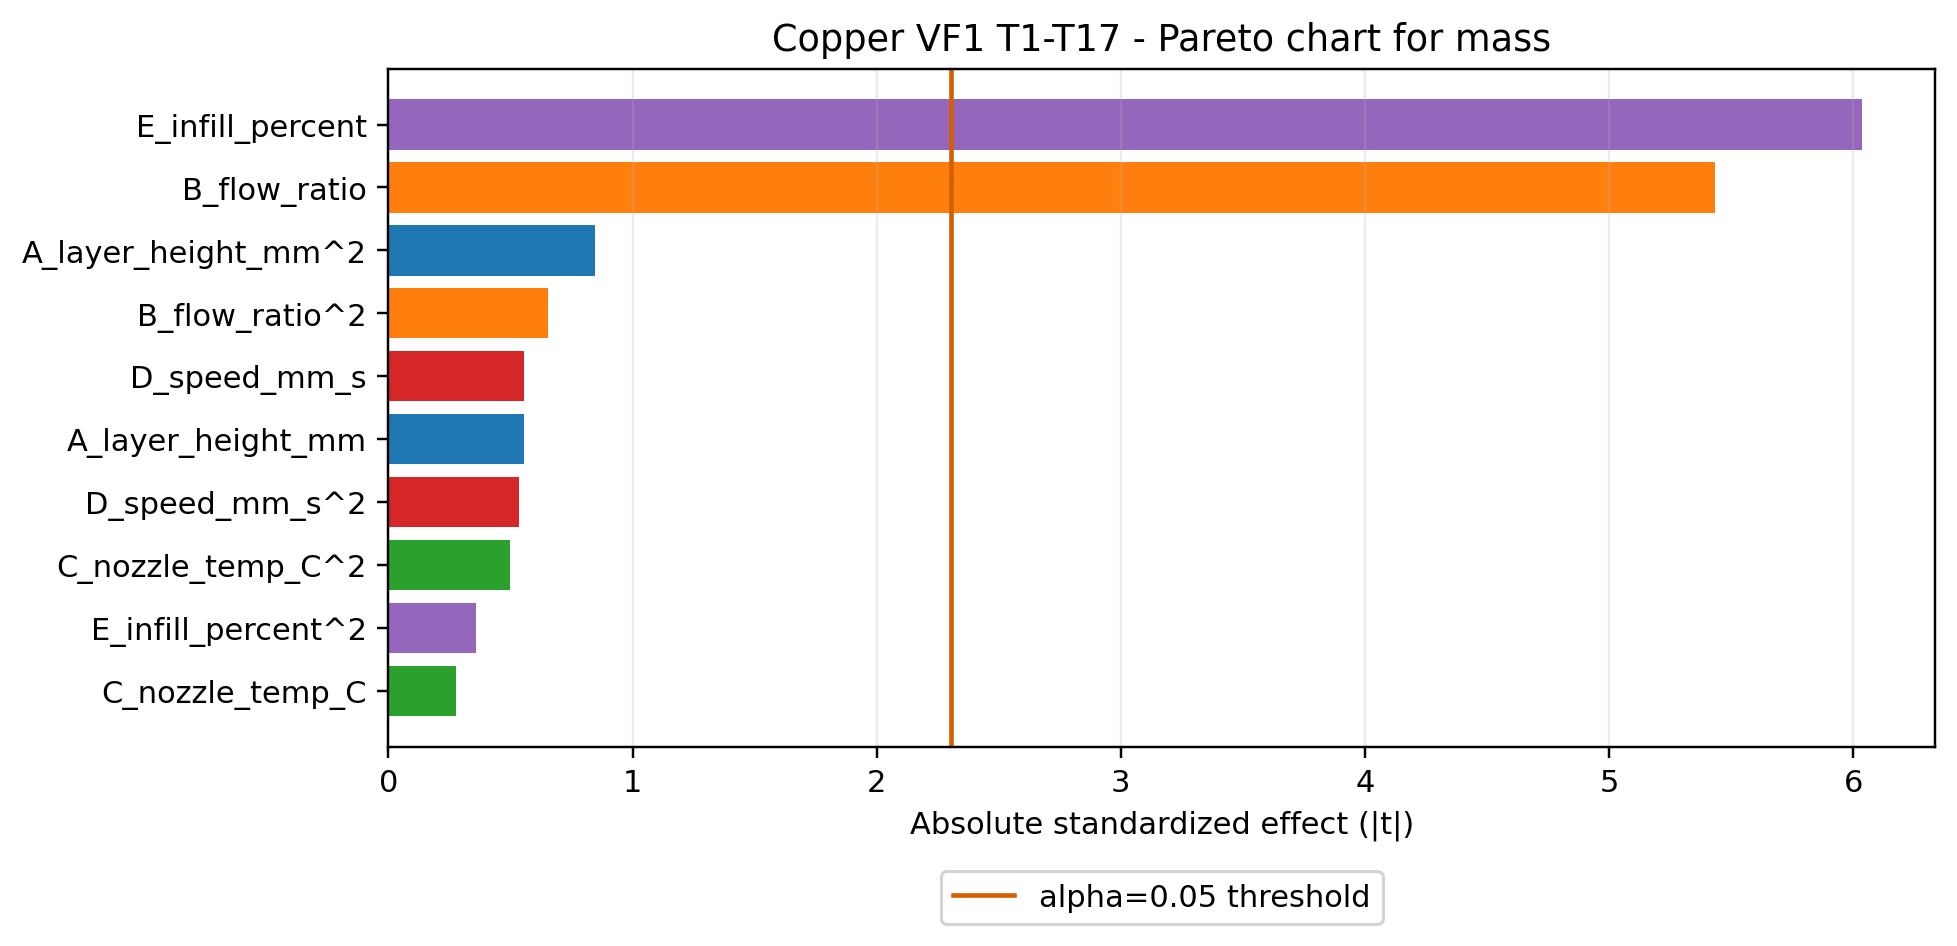 Copper VF1 T1-T17 - Pareto chart for mass
E_infill_percent
B_flow_ratio
A_layer_height_mm^2
B_flow_ratio^2
D_speed_mm_s
A_layer_height_mm
D_speed_mm_s^2
C_nozzle_temp_C^2
E_infill_percent^2
C_nozzle_temp_C
0 1 2 3 4 5 6
Absolute standardized effect (|t|)
alpha=0.05 threshold